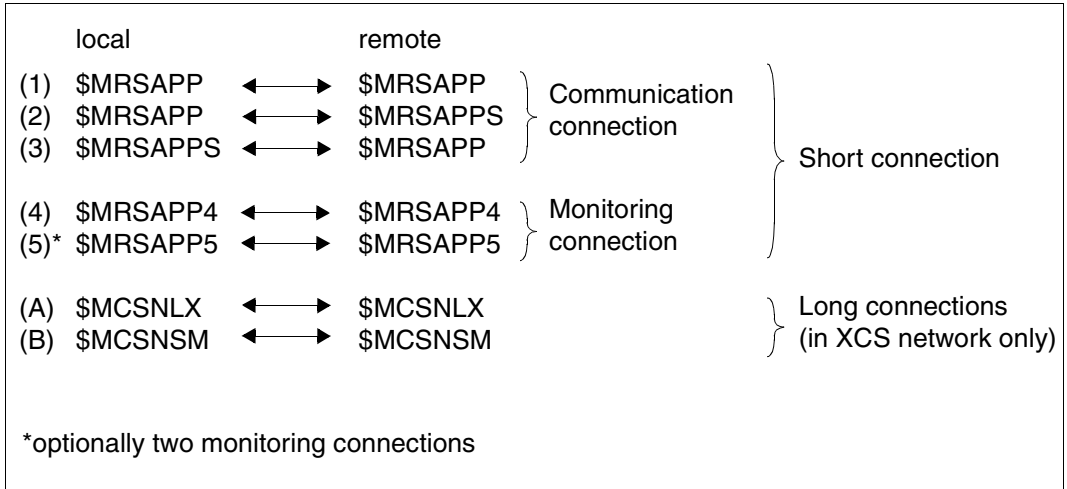 local remote
(1) $MRSAPP $MRSAPP
(2) $MRSAPP $MRSAPPS
(3) $MRSAPPS $MRSAPP
Communication
connection
(4) $MRSAPP4 $MRSAPP4
(5)* $MRSAPP5 $MRSAPP5
Monitoring
connection
Short connection
(A) $MCSNLX $MCSNLX
(B) $MCSNSM $MCSNSM
Long connections
(in XCS network only)
*optionally two monitoring connections